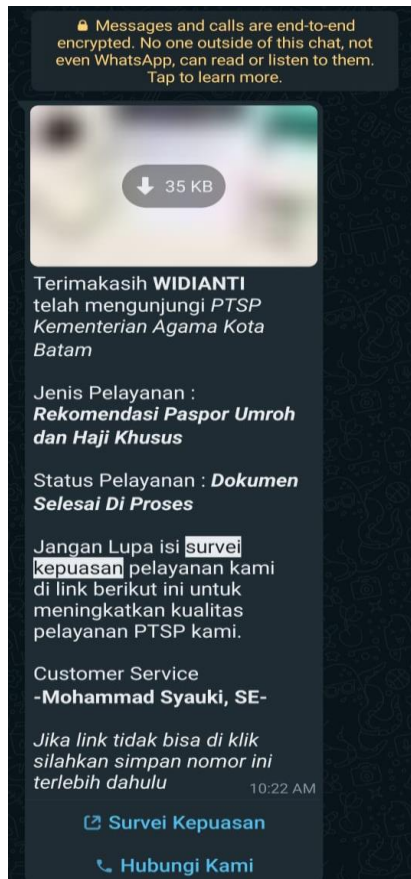 Messages and calls are end-to-end
encrypted. No one outside of this chat, not
even WhatsApp, can read or listen to them.
Tap to learn more.
35 KB
Terimakasih WIDIANTI
telah mengunjungi PTSP
Kementerian Agama Kota
Batam
Jenis Pelayanan :
Rekomendasi Paspor Umroh
dan Haji Khusus
Status Pelayanan : Dokumen
Selesai Di Proses
Jangan Lupa isi survei
kepuasan pelayanan kami
di link berikut ini untuk
meningkatkan kualitas
pelayanan PTSP kami.
Customer Service
-Mohammad Syauki, SE-
Jika link tidak bisa di klik
silahkan simpan nomor ini
terlebih dahulu
10:22 AM
Survei Kepuasan
Hubungi Kami